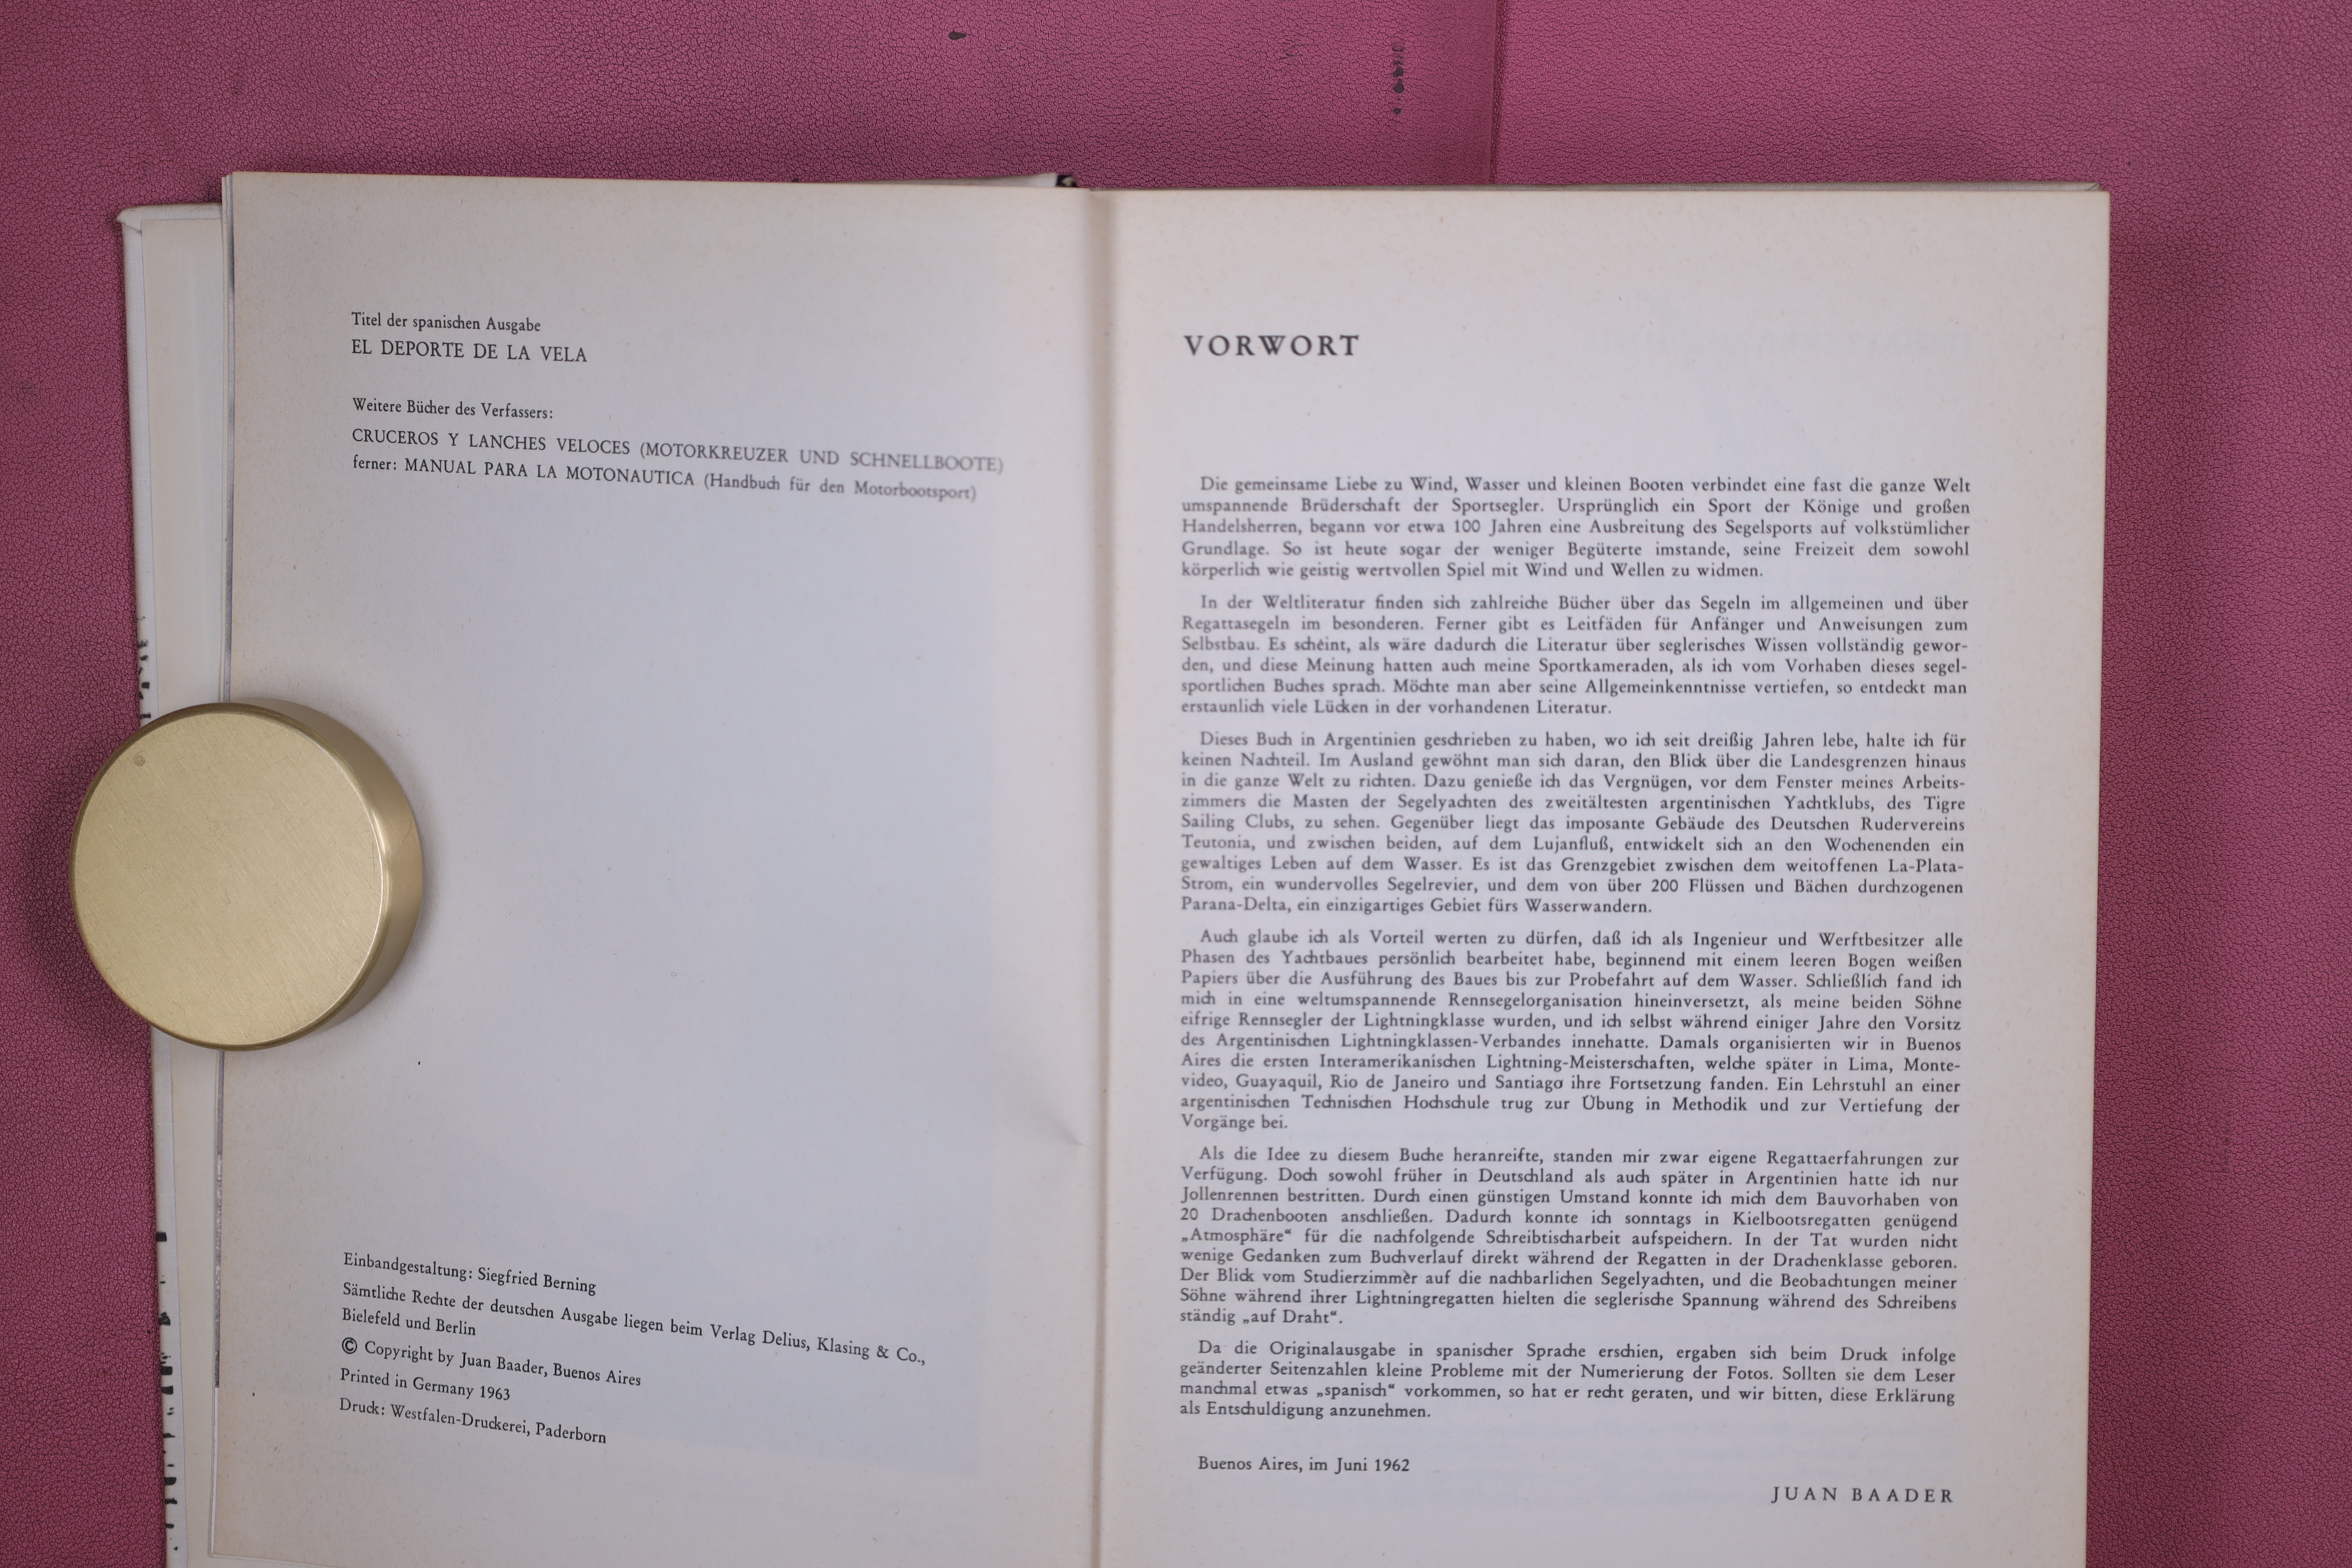 Titel der spanischen Ausgabe
EL DEPORTE DE LA VELA
Weitere Bücher des Verfassers:
CRUCEROS Y LANCHES VELOCES (MOTORKREUZER UND SCHNELLBOOTE)
ferner: MANUAL PARA LA MOTONAUTICA (Handbuch für den Motorbootsport)
Einbandgestaltung: Siegfried Berning
Sämtliche Rechte der deutschen Ausgabe liegen beim Verlag Delius, Klasing & Co.,
Bielefeld und Berlin
© Copyright by Juan Baader, Buenos Aires
Printed in Germany 1963
Druck: Westfalen-Druckerei, Paderborn
VORWORT
Die gemeinsame Liebe zu Wind, Wasser und kleinen Booten verbindet eine fast die ganze Welt
umspannende Brüderschaft der Sportsegler. Ursprünglich ein Sport der Könige und großen
Handelsherren, begann vor etwa 100 Jahren eine Ausbreitung des Segelsports auf volkstümlicher
Grundlage. So ist heute sogar der weniger Begüterte imstande, seine Freizeit dem sowohl
körperlich wie geistig wertvollen Spiel mit Wind und Wellen zu widmen.
In der Weltliteratur finden sich zahlreiche Bücher über das Segeln im allgemeinen und über
Regattasegeln im besonderen. Ferner gibt es Leitfäden für Anfänger und Anweisungen zum
Selbstbau. Es scheint, als wäre dadurch die Literatur über seglerisches Wissen vollständig gewor-
den, und diese Meinung hatten auch meine Sportkameraden, als ich vom Vorhaben dieses segel-
sportlichen Buches sprach. Möchte man aber seine Allgemeinkenntnisse vertiefen, so entdeckt man
erstaunlich viele Lücken in der vorhandenen Literatur.
Dieses Buch in Argentinien geschrieben zu haben, wo ich seit dreißig Jahren lebe, halte ich für
keinen Nachteil. Im Ausland gewöhnt man sich daran, den Blick über die Landesgrenzen hinaus
in die ganze Welt zu richten. Dazu genieße ich das Vergnügen, vor dem Fenster meines Arbeits-
zimmers die Masten der Segelyachten des zweitältesten argentinischen Yachtklubs, des Tigre
Sailing Clubs, zu sehen. Gegenüber liegt das imposante Gebäude des Deutschen Rudervereins
Teutonia, und zwischen beiden, auf dem Lujanfluß, entwickelt sich an den Wochenenden ein
gewaltiges Leben auf dem Wasser. Es ist das Grenzgebiet zwischen dem weitoffenen La-Plata-
Strom, ein wundervolles Segelrevier, und dem von über 200 Flüssen und Bächen durchzogenen
Parana-Delta, ein einzigartiges Gebiet fürs Wasserwandern.
Auch glaube ich als Vorteil werten zu dürfen, daß ich als Ingenieur und Werftbesitzer alle
Phasen des Yachtbaues persönlich bearbeitet habe, beginnend mit einem leeren Bogen weißen
Papiers über die Ausführung des Baues bis zur Probefahrt auf dem Wasser. Schließlich fand ich
mich in eine weltumspannende Rennsegelorganisation hineinversetzt, als meine beiden Söhne
eifrige Rennsegler der Lightningklasse wurden, und ich selbst während einiger Jahre den Vorsitz
des Argentinischen Lightningklassen-Verbandes innehatte. Damals organisierten wir in Buenos
Aires die ersten Interamerikanischen Lightning-Meisterschaften, welche später in Lima, Monte-
video, Guayaquil, Rio de Janeiro und Santiago ihre Fortsetzung fanden. Ein Lehrstuhl an einer
argentinischen Technischen Hochschule trug zur Übung in Methodik und zur Vertiefung der
Vorgänge bei.
Als die Idee zu diesem Buche heranreifte, standen mir zwar eigene Regattaerfahrungen zur
Verfügung. Doch sowohl früher in Deutschland als auch später in Argentinien hatte ich nur
Jollenrennen bestritten. Durch einen günstigen Umstand konnte ich mich dem Bauvorhaben von
20 Drachenbooten anschließen. Dadurch konnte ich sonntags in Kielbootsregatten genügend
„Atmosphäre“ für die nachfolgende Schreibtischarbeit aufspeichern. In der Tat wurden nicht
wenige Gedanken zum Buchverlauf direkt während der Regatten in der Drachenklasse geboren.
Der Blick vom Studierzimmer auf die nachbarlichen Segelyachten, und die Beobachtungen meiner
Söhne während ihrer Lightningregatten hielten die seglerische Spannung während des Schreibens
ständig „auf Draht“.
Da die Originalausgabe in spanischer Sprache erschien, ergaben sich beim Druck infolge
geänderter Seitenzahlen kleine Probleme mit der Numerierung der Fotos. Sollten sie dem Leser
manchmal etwas „spanisch“ vorkommen, so hat er recht geraten, und wir bitten, diese Erklärung
als Entschuldigung anzunehmen.
Buenos Aires, im Juni 1962
JUAN BAADER